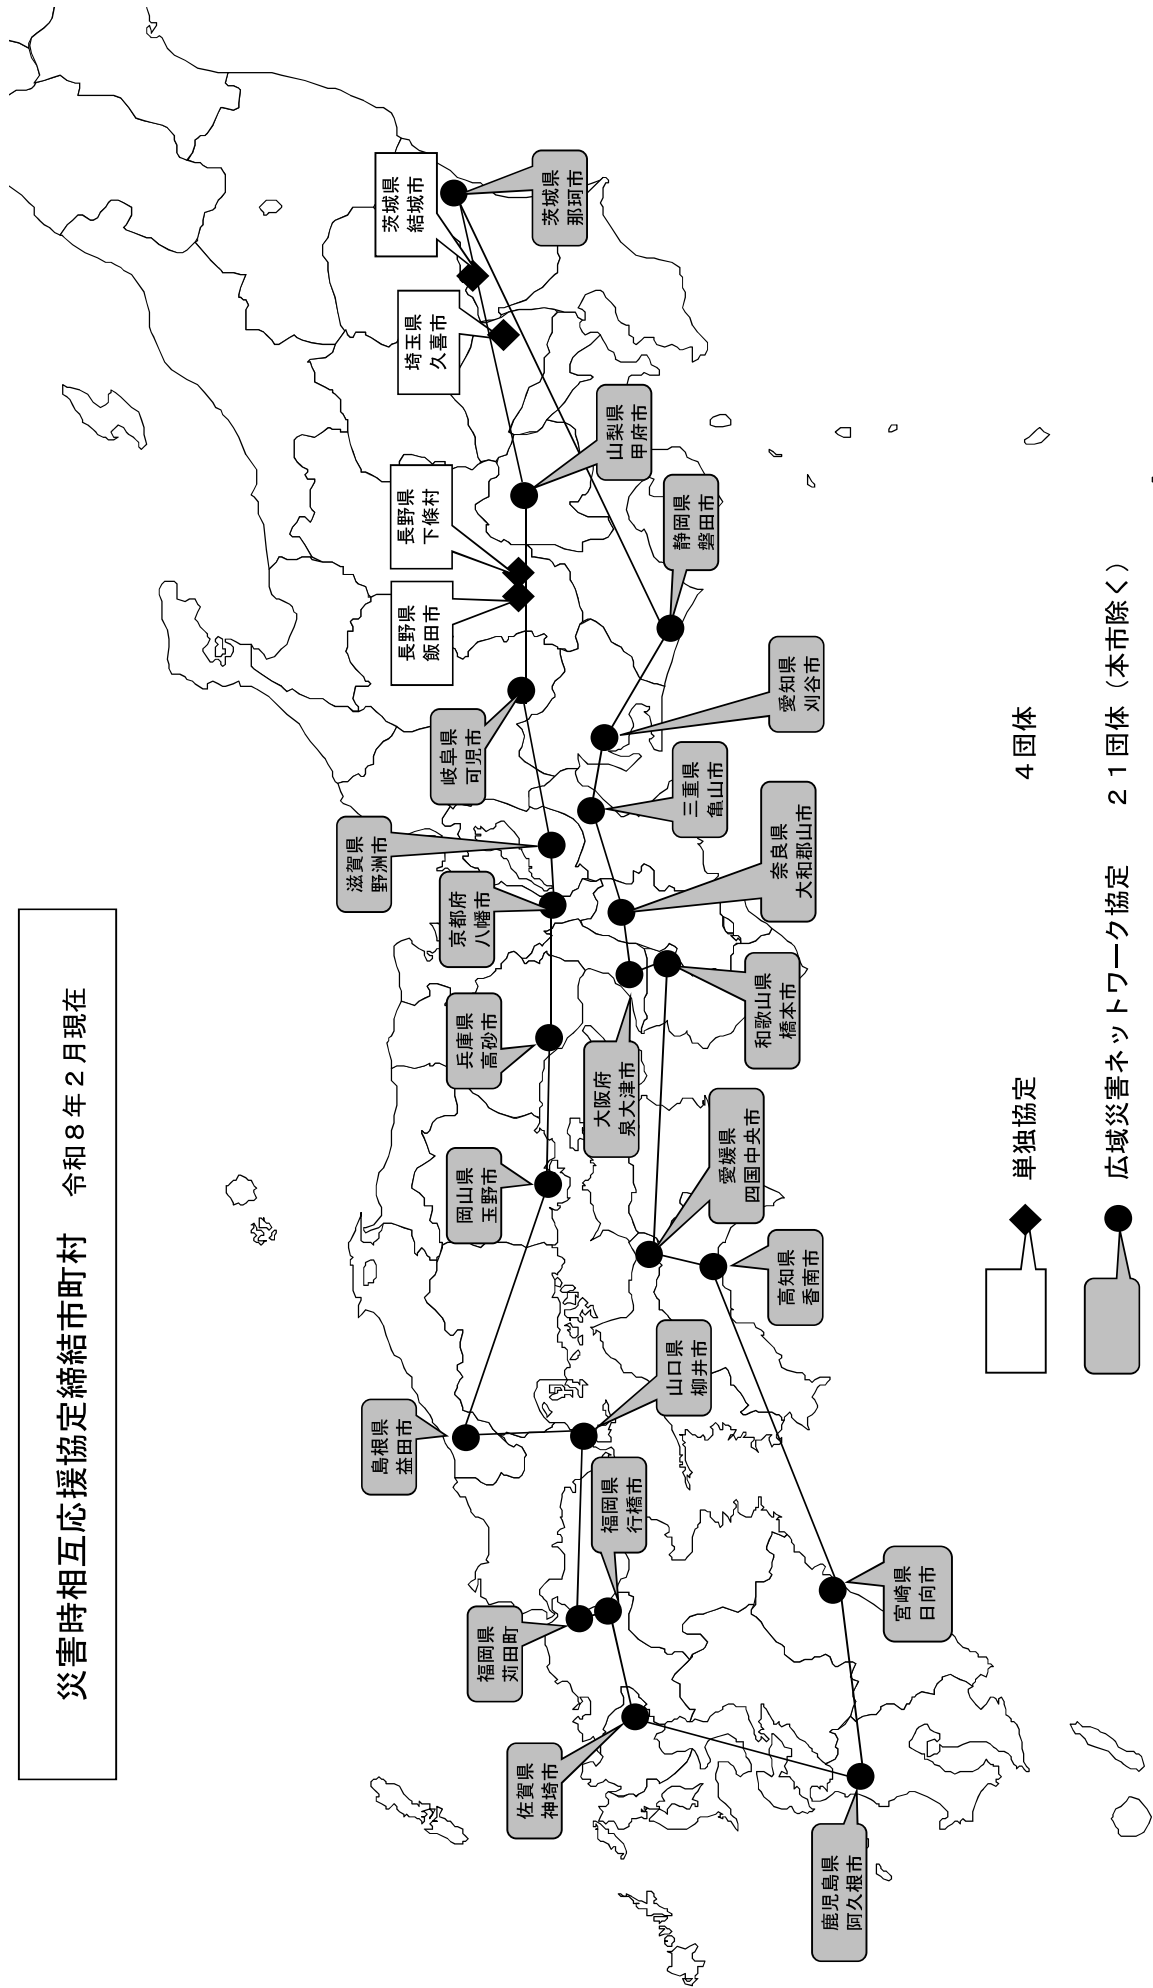 災害時相互応援協定締結市町村　令和８年２月現在
鹿児島県
阿久根市
佐賀県
神埼市
福岡県
苅田町
福岡県
行橋市
宮崎県
日向市
島根県
益田市
山口県
柳井市
高知県
香南市
愛媛県
四国中央市
岡山県
玉野市
兵庫県
高砂市
大阪府
泉大津市
和歌山県
橋本市
京都府
八幡市
奈良県
大和郡山市
滋賀県
野洲市
三重県
亀山市
岐阜県
可児市
愛知県
刈谷市
長野県
飯田市
長野県
下條村
静岡県
磐田市
山梨県
甲府市
埼玉県
久喜市
茨城県
結城市
茨城県
那珂市
単独協定　４団体
広域災害ネットワーク協定　２１団体（本市除く）